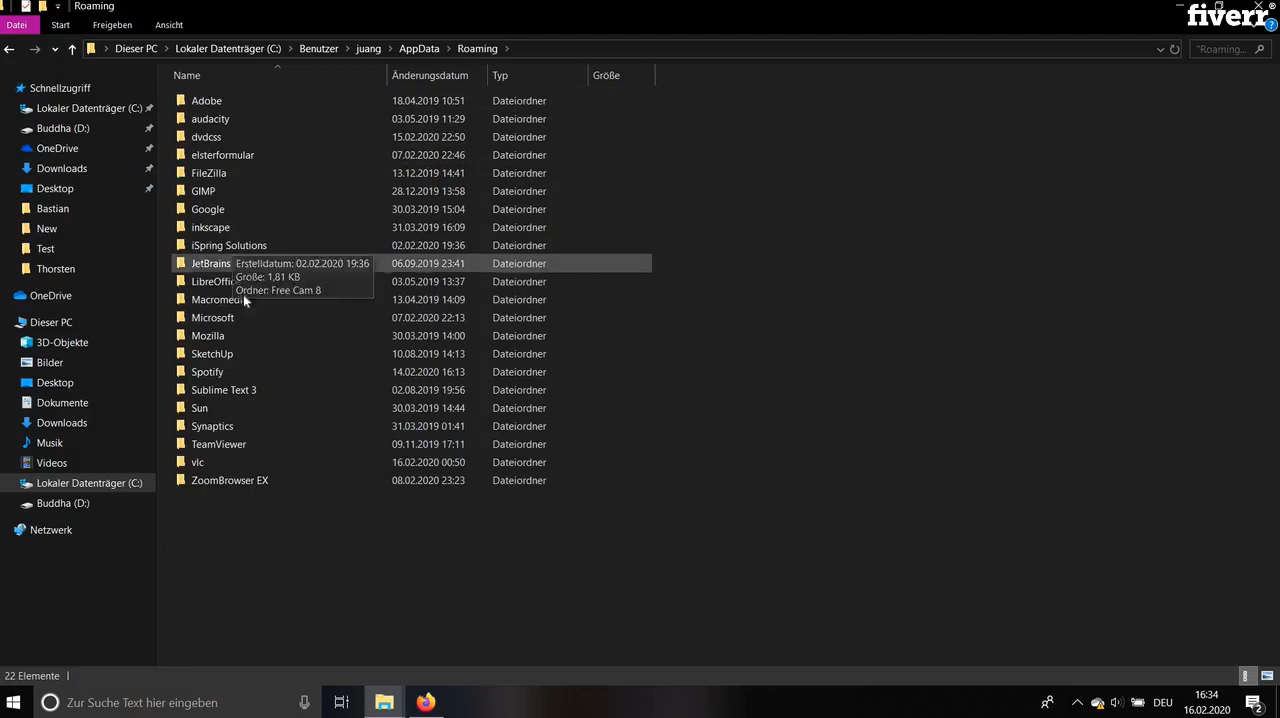 Roaming
fiverr
Datei Start Freigeben Ansicht
Dieser PC Lokaler Datenträger (C:) Benutzer juang AppData Roaming
"Roaming...
Name Änderungsdatum Typ Größe
Schnellzugriff
Lokaler Datenträger (C:)
Buddha (D:)
OneDrive
Downloads
Desktop
Bastian
New
Test
Thorsten
OneDrive
Dieser PC
3D-Objekte
Bilder
Desktop
Dokumente
Downloads
Musik
Videos
Lokaler Datenträger (C:)
Buddha (D:)
Netzwerk
Adobe 18.04.2019 10:51 Dateiordner
audacity 03.05.2019 11:29 Dateiordner
dvdcss 15.02.2020 22:50 Dateiordner
elsterformular 07.02.2020 22:46 Dateiordner
FileZilla 13.12.2019 14:41 Dateiordner
GIMP 28.12.2019 13:58 Dateiordner
Google 30.03.2019 15:04 Dateiordner
inkscape 31.03.2019 16:09 Dateiordner
iSpring Solutions 02.02.2020 19:36 Dateiordner
JetBrains 06.09.2019 23:41 Dateiordner
LibreOffi 03.05.2019 13:37 Dateiordner
Macromed 13.04.2019 14:09 Dateiordner
Microsoft 07.02.2020 22:13 Dateiordner
Mozilla 30.03.2019 14:00 Dateiordner
SketchUp 10.08.2019 14:13 Dateiordner
Spotify 14.02.2020 16:13 Dateiordner
Sublime Text 3 02.08.2019 19:56 Dateiordner
Sun 30.03.2019 14:44 Dateiordner
Synaptics 31.03.2019 01:41 Dateiordner
TeamViewer 09.11.2019 17:11 Dateiordner
vlc 16.02.2020 00:50 Dateiordner
ZoomBrowser EX 08.02.2020 23:23 Dateiordner
Erstelldatum: 02.02.2020 19:36
Größe: 1,81 KB
Ordner: Free Cam 8
22 Elemente
Zur Suche Text hier eingeben
DEU
16:34
16.02.2020
2